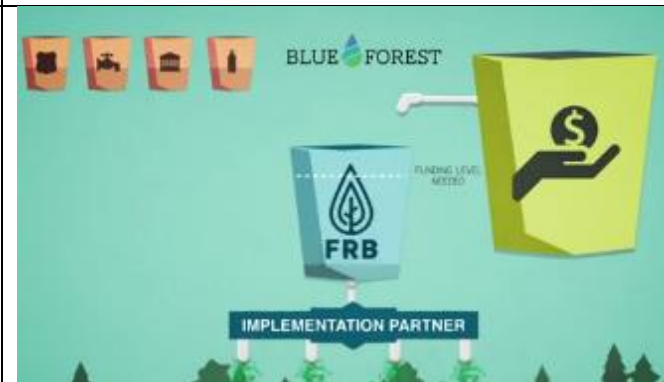 BLUE FOREST
FUNDING LEVEL
NEEDED
$
FRB
IMPLEMENTATION PARTNER